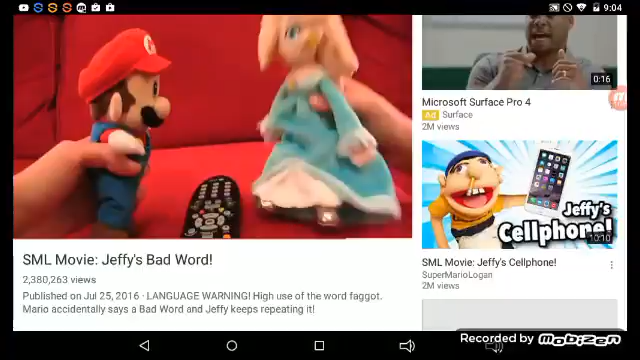 9:04
0:16
Microsoft Surface Pro 4
Ad Surface
2M views
Jeffy's
Cellphone!
10:10
SML Movie: Jeffy's Cellphone!
SuperMarioLogan
2M views
SML Movie: Jeffy's Bad Word!
2,380,263 views
Published on Jul 25, 2016 · LANGUAGE WARNING! High use of the word faggot.
Mario accidentally says a Bad Word and Jeffy keeps repeating it!
Recorded by MOBIZEN